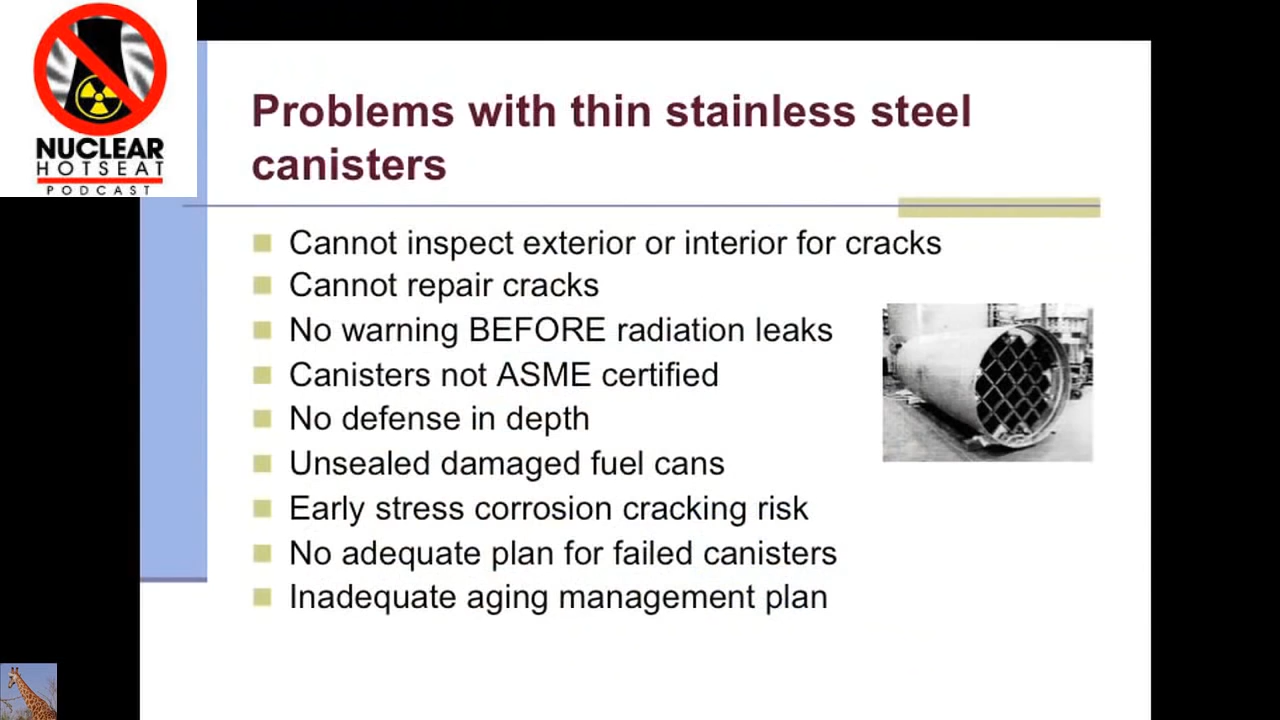 NUCLEAR
HOTSEAT
PODCAST
Problems with thin stainless steel
canisters
Cannot inspect exterior or interior for cracks
Cannot repair cracks
No warning BEFORE radiation leaks
Canisters not ASME certified
No defense in depth
Unsealed damaged fuel cans
Early stress corrosion cracking risk
No adequate plan for failed canisters
Inadequate aging management plan